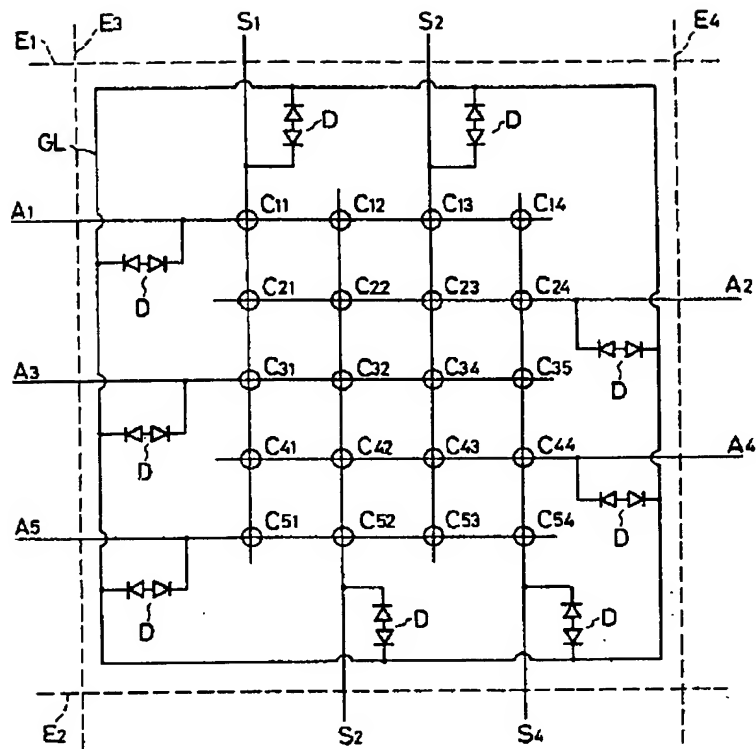 E3 S1 S2 E4
E1
D D
GL
A1 C11 C12 C13 C14
D
C21 C22 C23 C24 A2
D
A3 C31 C32 C34 C35
D
C41 C42 C43 C44 A4
D
A5 C51 C52 C53 C54
D
D D
E2 S2 S4